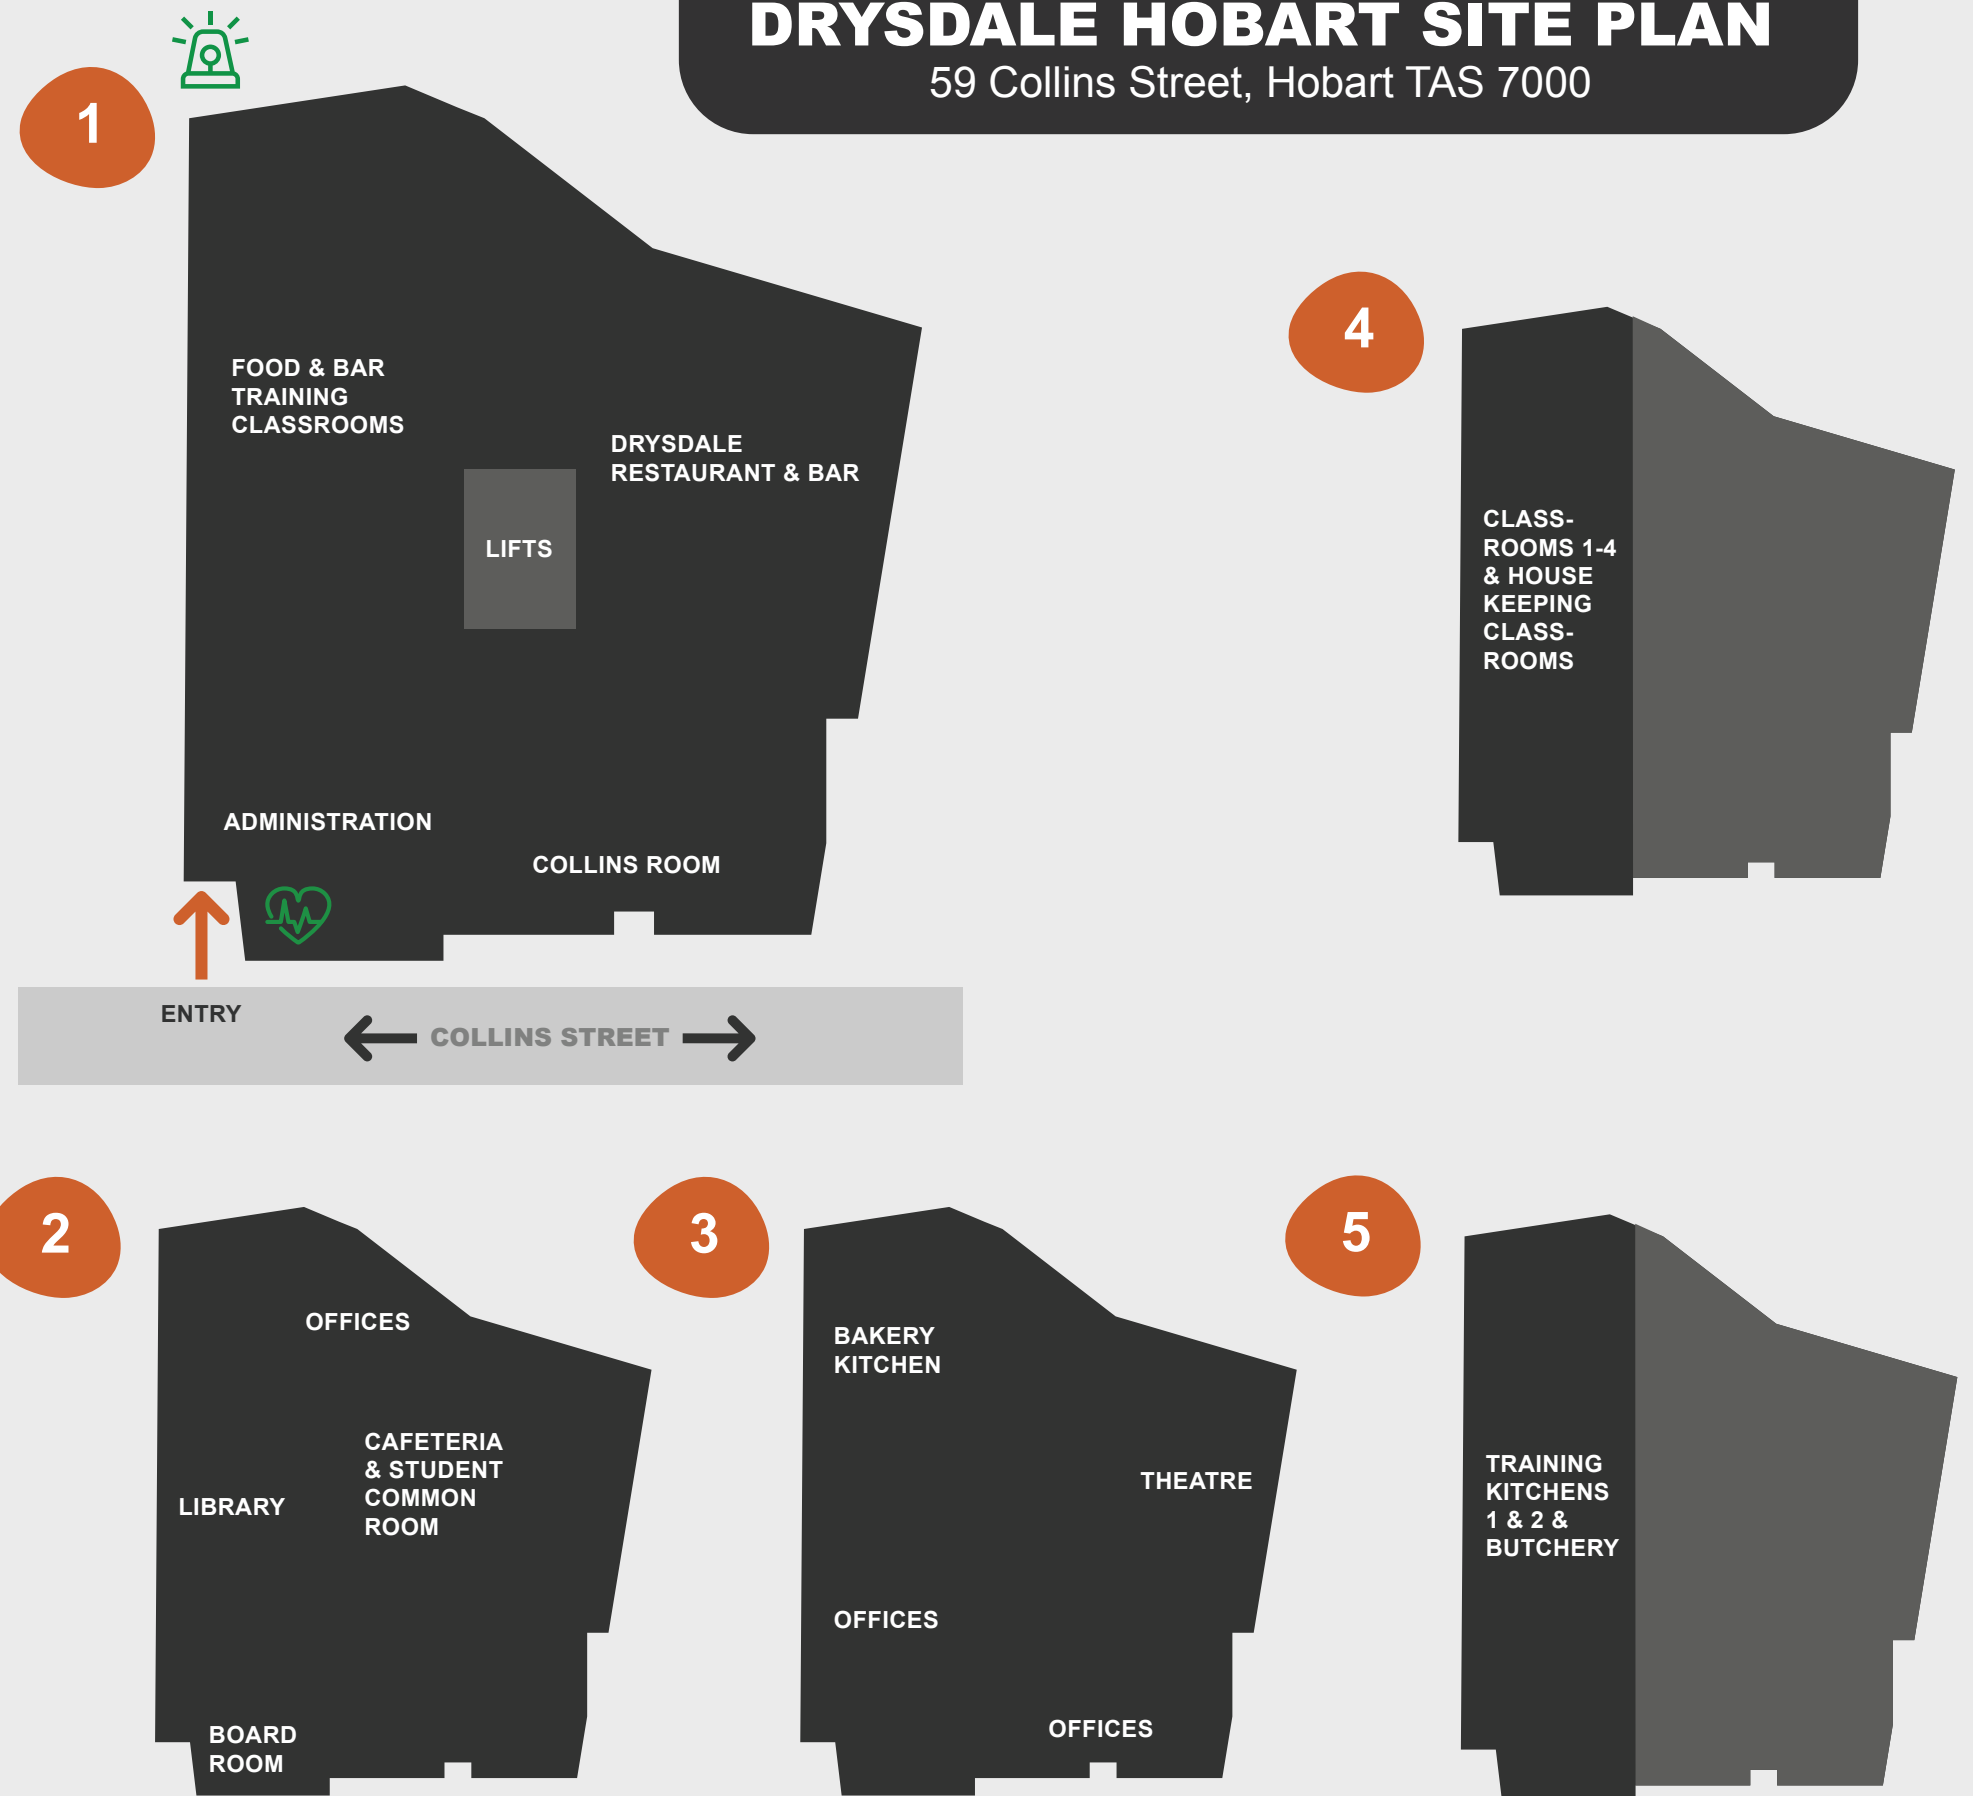 DRYSDALE HOBART SITE PLAN
59 Collins Street, Hobart TAS 7000
1
FOOD & BAR
TRAINING
CLASSROOMS
DRYSDALE
RESTAURANT & BAR
LIFTS
ADMINISTRATION
COLLINS ROOM
ENTRY
COLLINS STREET
4
CLASS-
ROOMS 1-4
& HOUSE
KEEPING
CLASS-
ROOMS
2
OFFICES
CAFETERIA
& STUDENT
COMMON
ROOM
LIBRARY
BOARD
ROOM
3
BAKERY
KITCHEN
THEATRE
OFFICES
OFFICES
5
TRAINING
KITCHENS
1 & 2 &
BUTCHERY